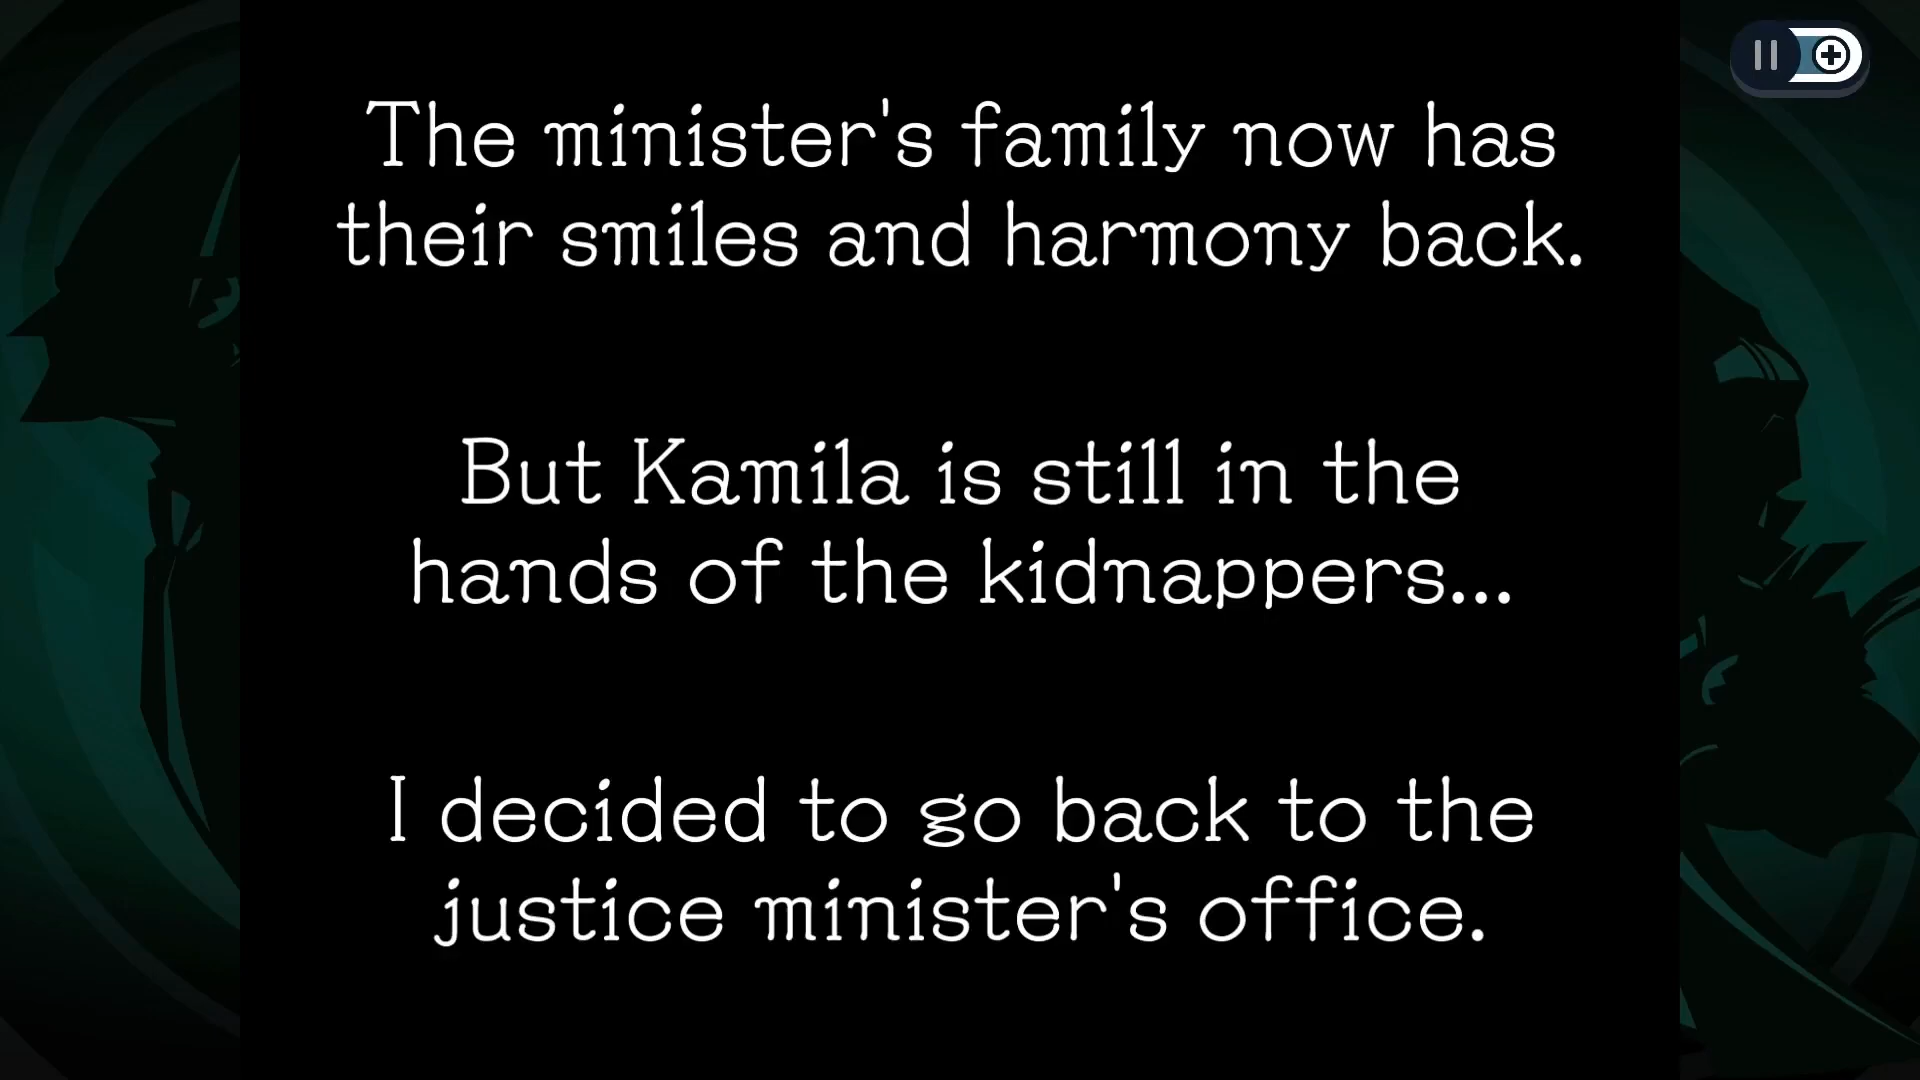 The minister's family now has
their smiles and harmony back.
But Kamila is still in the
hands of the kidnappers...
I decided to go back to the
justice minister's office.